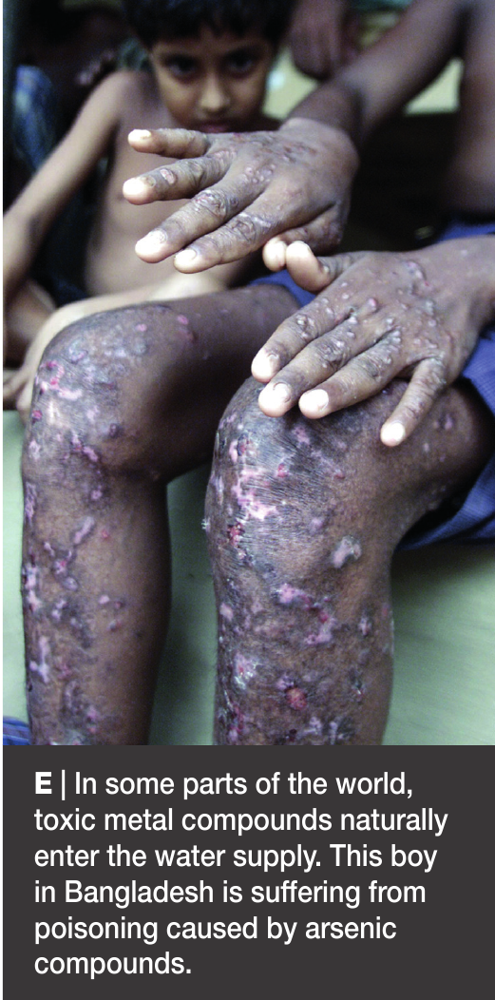 E | In some parts of the world,
toxic metal compounds naturally
enter the water supply. This boy
in Bangladesh is suffering from
poisoning caused by arsenic
compounds.